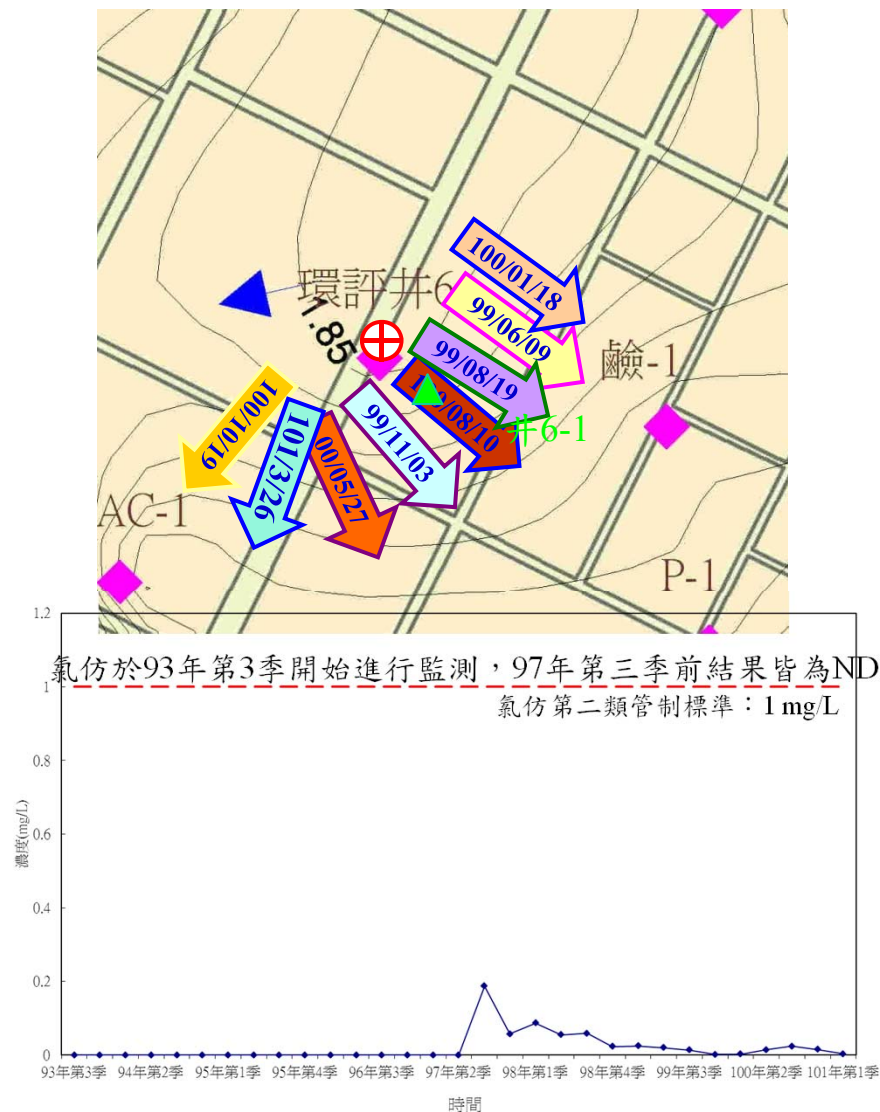 100/01/18
環評井6
99/06/09
1.85
99/08/19
鹼-1
100/08/10
井6-1
100/10/19
101/3/26
00/05/27
99/11/03
AC-1
P-1
1.2
氯仿於93年第3季開始進行監測，97年第三季前結果皆為ND
1
氯仿第二類管制標準：1 mg/L
0.8
濃度(mg/L)
0.6
0.4
0.2
0
93年第3季 94年第2季 95年第1季 95年第4季 96年第3季 97年第2季 98年第1季 98年第4季 99年第3季 100年第2季 101年第1季
時間